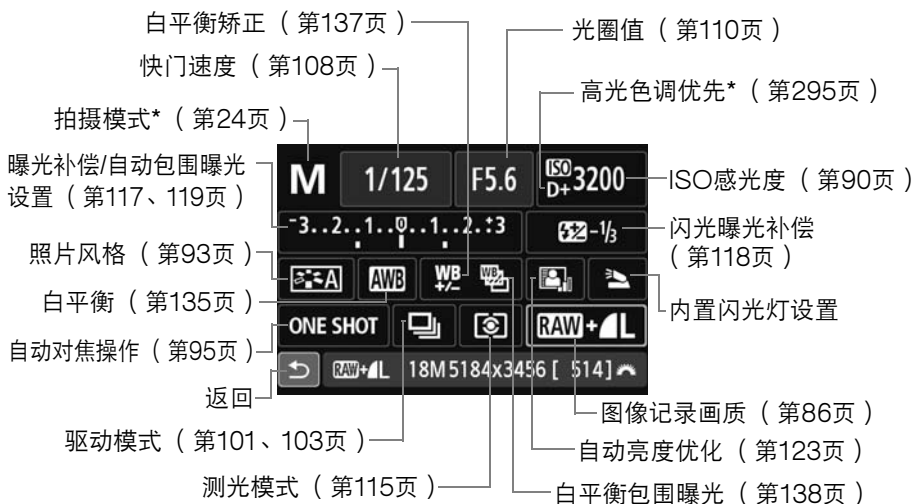 白平衡矫正（第137页）
光圈值（第110页）
快门速度（第108页）
高光色调优先*（第295页）
拍摄模式*（第24页）
曝光补偿/自动包围曝光
设置（第117、119页）
M 1/125 F5.6 ISO D+ 3200
ISO感光度（第90页）
-3..2..1..0..1..2.:+3 -1/3
闪光曝光补偿
（第118页）
照片风格（第93页）
A AWB WB +/- WB
白平衡（第135页）
内置闪光灯设置
ONE SHOT RAW+L
自动对焦操作（第95页）
RAW+L 18M 5184x3456 [ 514]
返回
图像记录画质（第86页）
驱动模式（第101、103页）
自动亮度优化（第123页）
测光模式（第115页）
白平衡包围曝光（第138页）